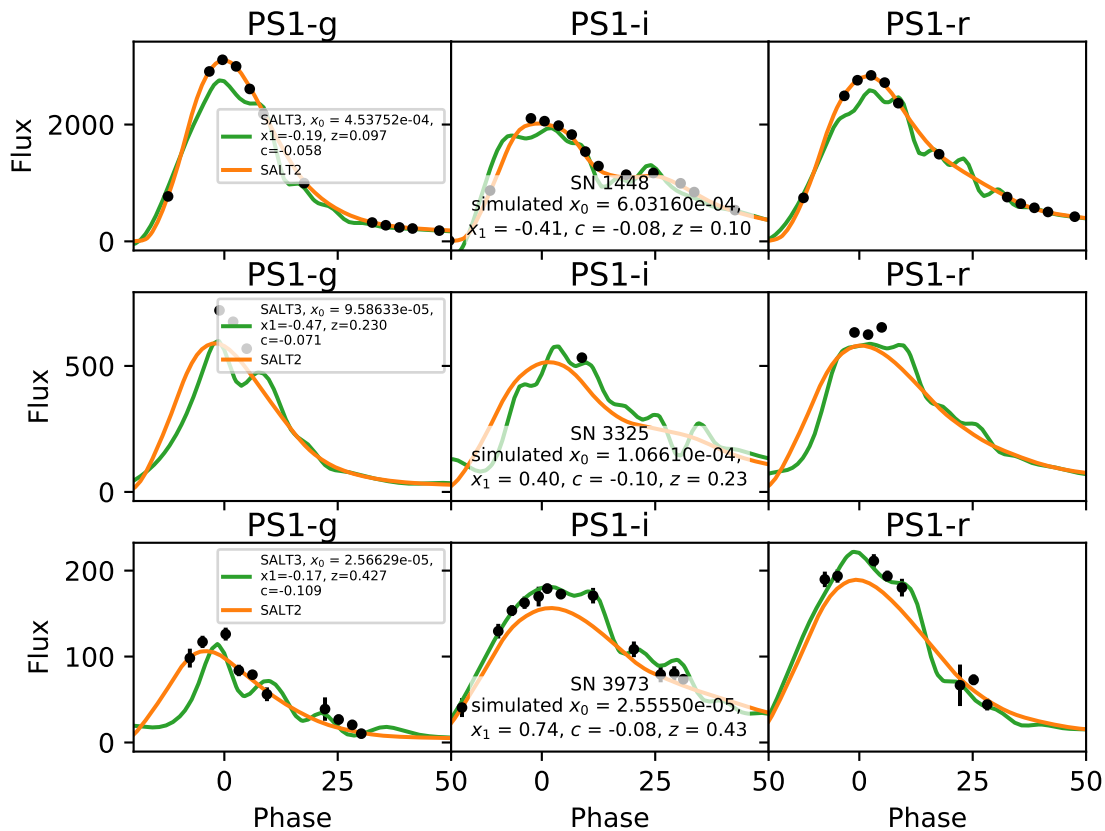 PS1-g PS1-i PS1-r
Flux
2000
0
SALT3, x₀ = 4.53752e-04,
x1=-0.19, z=0.097
c=-0.058
SALT2
SN 1448
simulated x₀ = 6.03160e-04,
x₁ = -0.41, c = -0.08, z = 0.10
PS1-g PS1-i PS1-r
Flux
500
0
SALT3, x₀ = 9.58633e-05,
x1=-0.47, z=0.230
c=-0.071
SALT2
SN 3325
simulated x₀ = 1.06610e-04,
x₁ = 0.40, c = -0.10, z = 0.23
PS1-g PS1-i PS1-r
Flux
200
100
0
SALT3, x₀ = 2.56629e-05,
x1=-0.17, z=0.427
c=-0.109
SALT2
SN 3973
simulated x₀ = 2.55550e-05,
x₁ = 0.74, c = -0.08, z = 0.43
0 25 50 0 25 50 0 25 50
Phase Phase Phase